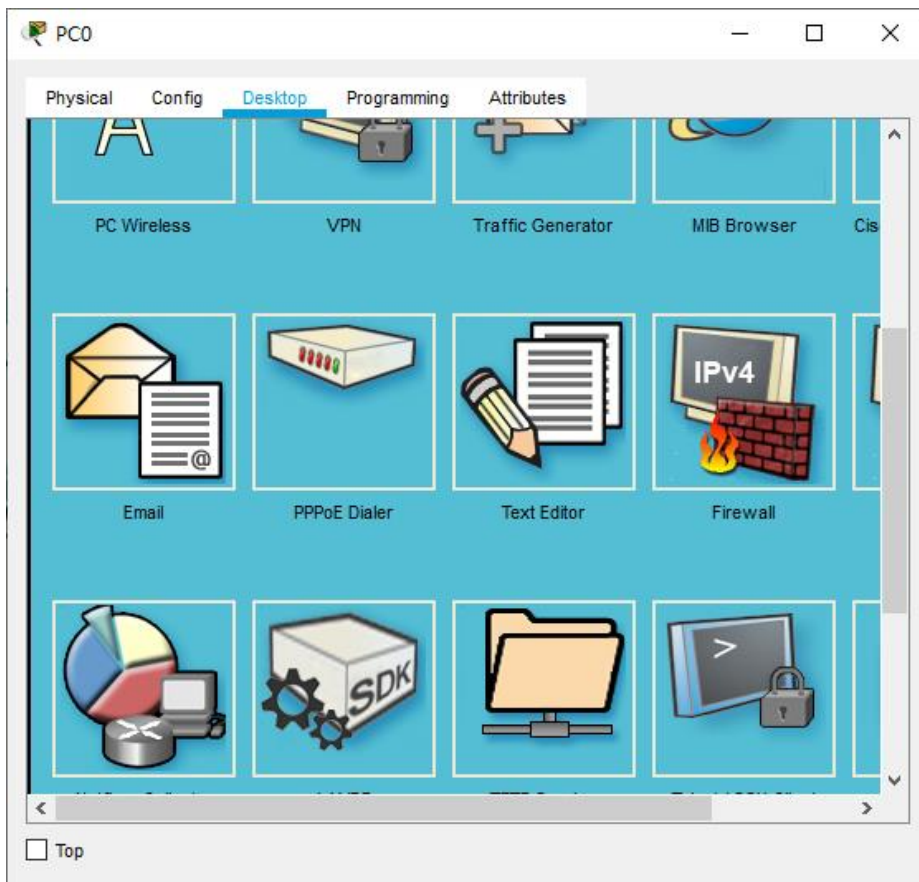 PC0
Physical Config Desktop Programming Attributes
A
PC Wireless VPN Traffic Generator MIB Browser Cis
IPv4
@
Email PPPoE Dialer Text Editor Firewall
SDK
>
Top